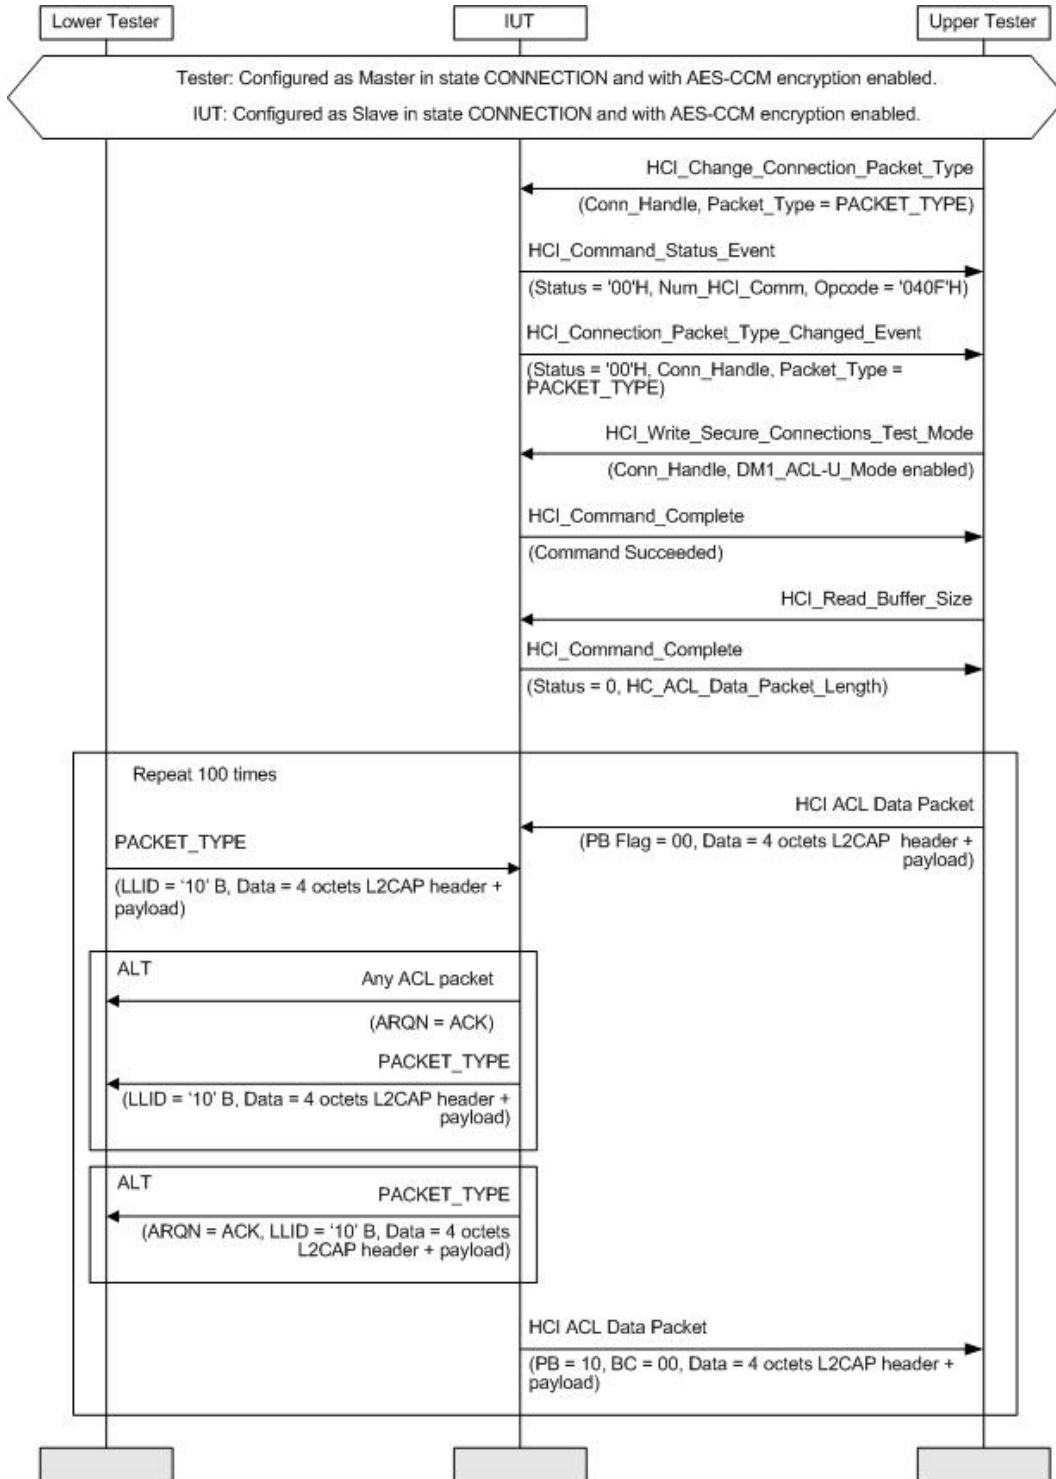 Lower Tester
IUT
Upper Tester
Tester: Configured as Master in state CONNECTION and with AES-CCM encryption enabled.
IUT: Configured as Slave in state CONNECTION and with AES-CCM encryption enabled.
HCI_Change_Connection_Packet_Type
(Conn_Handle, Packet_Type = PACKET_TYPE)
HCI_Command_Status_Event
(Status = '00'H, Num_HCI_Comm, Opcode = '040F'H)
HCI_Connection_Packet_Type_Changed_Event
(Status = '00'H, Conn_Handle, Packet_Type =
PACKET_TYPE)
HCI_Write_Secure_Connections_Test_Mode
(Conn_Handle, DM1_ACL-U_Mode enabled)
HCI_Command_Complete
(Command Succeeded)
HCI_Read_Buffer_Size
HCI_Command_Complete
(Status = 0, HC_ACL_Data_Packet_Length)
Repeat 100 times
HCI ACL Data Packet
(PB Flag = 00, Data = 4 octets L2CAP header +
payload)
PACKET_TYPE
(LLID = ‘10’ B, Data = 4 octets L2CAP header +
payload)
ALT
Any ACL packet
(ARQN = ACK)
PACKET_TYPE
(LLID = ‘10’ B, Data = 4 octets L2CAP header +
payload)
ALT
PACKET_TYPE
(ARQN = ACK, LLID = ‘10’ B, Data = 4 octets
L2CAP header + payload)
HCI ACL Data Packet
(PB = 10, BC = 00, Data = 4 octets L2CAP header +
payload)